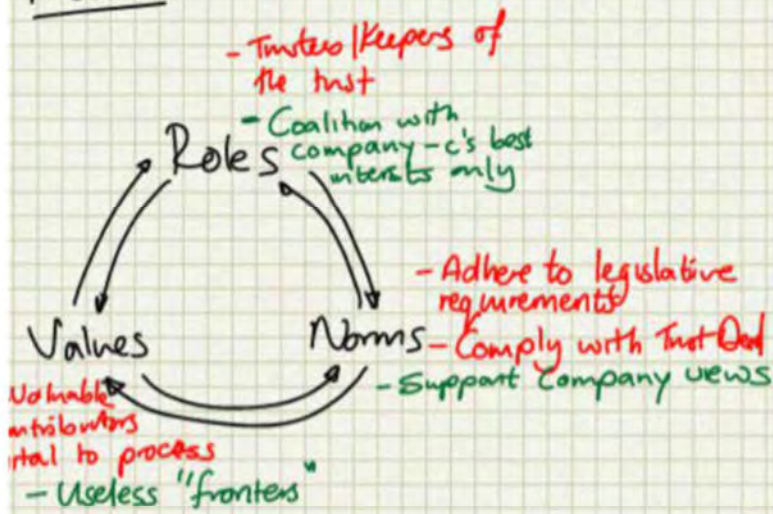 - Trustees/Keepers of
the trust
- Coalition with
company - c's best
interests only
Roles
- Adhere to legislative
requirements
Values
Norms
- Comply with Trust Deed
- Support Company views
Valuable
contributors
to process
- Useless "fronters"